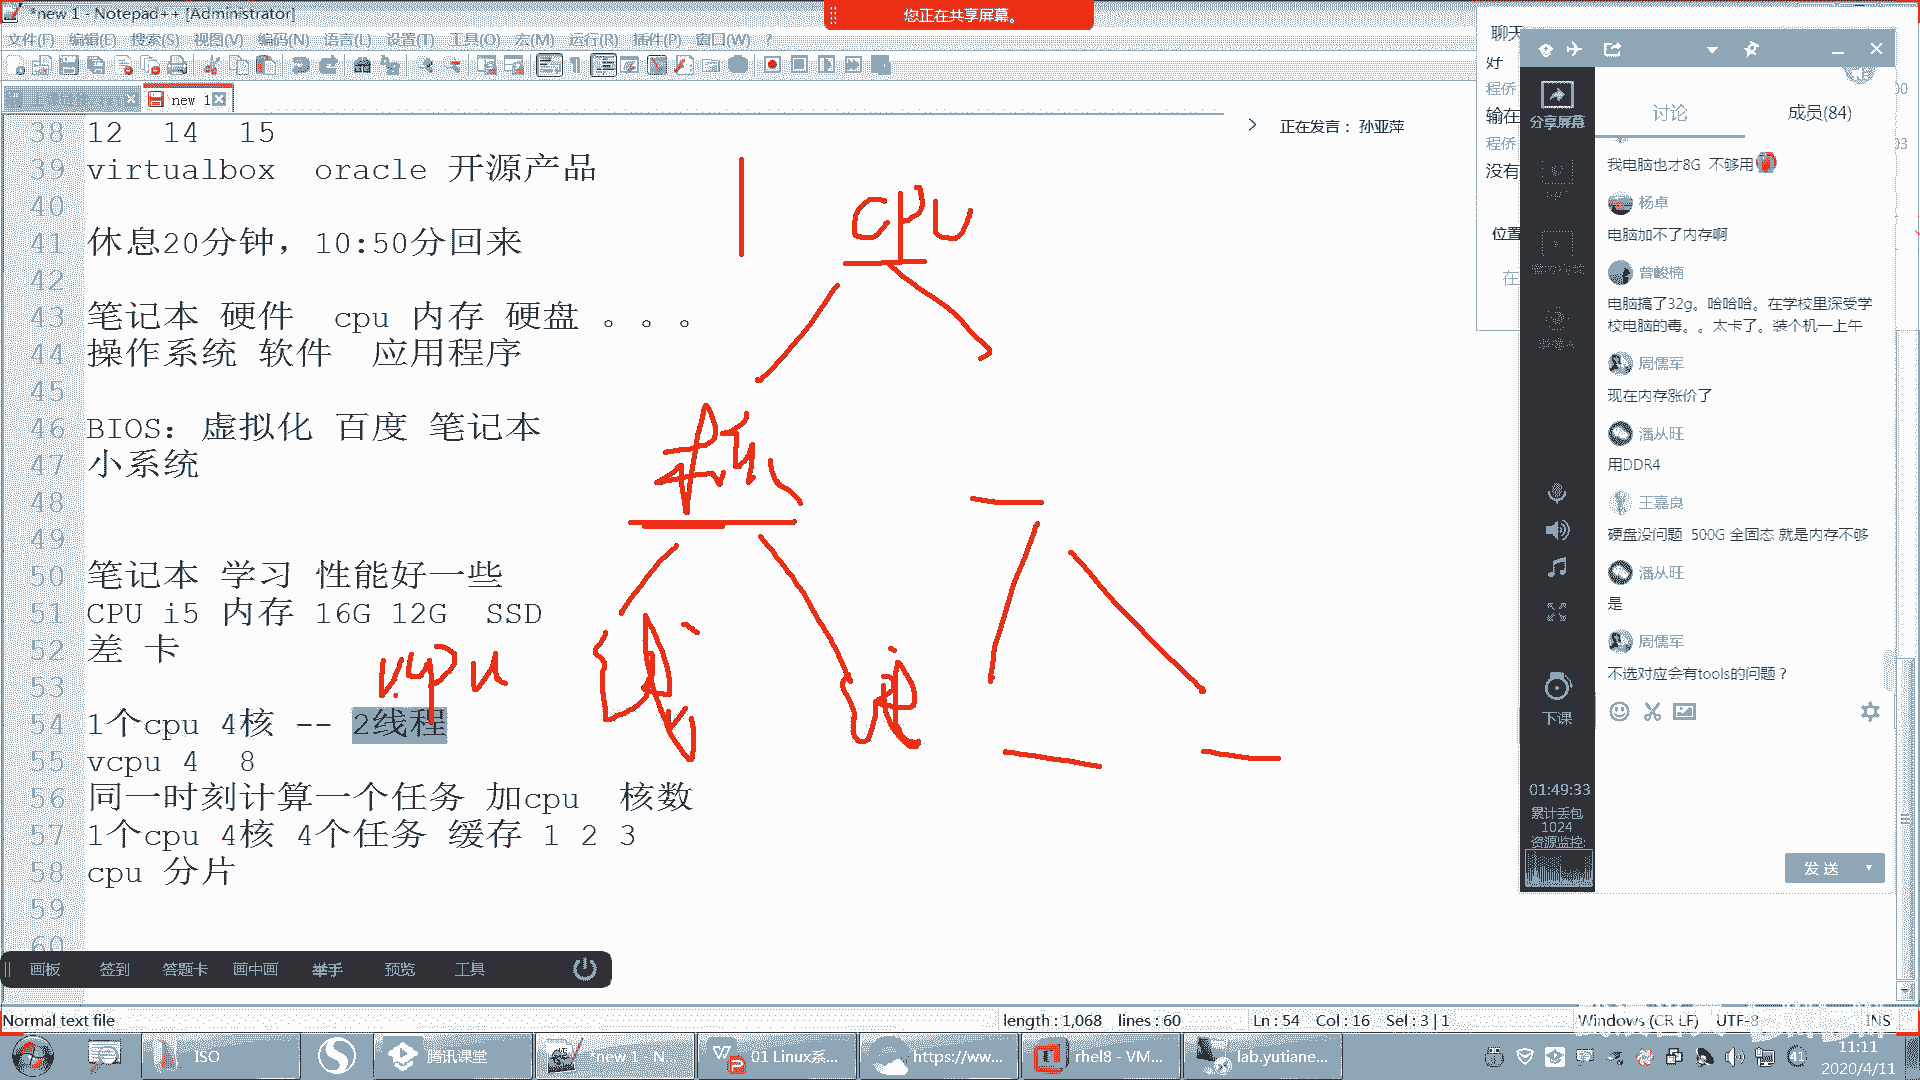 *new 1 - Notepad++ [Administrator]
您正在共享屏幕。
文件(F) 编辑(E) 搜索(S) 视图(V) 编码(N) 语言(L) 设置(T) 工具(O) 宏(M) 运行(R) 插件(P) 窗口(W) ?
new 1
正在发言： 孙亚萍
38 12 14 15
39 virtualbox oracle 开源产品
40
41 休息20分钟，10:50分回来
42
43 笔记本 硬件 cpu 内存 硬盘 。。。
44 操作系统 软件 应用程序
45
46 BIOS: 虚拟化 百度 笔记本
47 小系统
48
49
50 笔记本 学习 性能好一些
51 CPU i5 内存 16G 12G SSD
52 差 卡
53
54 1个cpu 4核 -- 2线程
55 vcpu 4 8
56 同一时刻计算一个任务 加cpu 核数
57 1个cpu 4核 4个任务 缓存 1 2 3
58 cpu 分片
59
60
cpu
vcpu
聊天
好
程侨
输在
程侨
没有
位置
在
分享屏幕
下课
01:49:33
累计丢包
1024
资源监控:
讨论 成员(84)
我电脑也才8G 不够用
杨卓
电脑加不了内存啊
曾峻楠
电脑搞了32g。哈哈哈。在学校里深受学
校电脑的毒。。太卡了。装个机一上午
周儒军
现在内存涨价了
潘从旺
用DDR4
王嘉良
硬盘没问题 500G 全固态 就是内存不够
潘从旺
是
周儒军
不选对应会有tools的问题？
发送
画板 签到 答题卡 画中画 举手 预览 工具
Normal text file
length : 1,068 lines : 60
Ln : 54 Col : 16 Sel : 3 | 1
Windows (CR LF) UTF-8 INS
ISO
腾讯课堂
*new 1 - N...
01 Linux系...
https://ww...
rhel8 - VM...
lab.yutiane...
41
11:11
2020/4/11